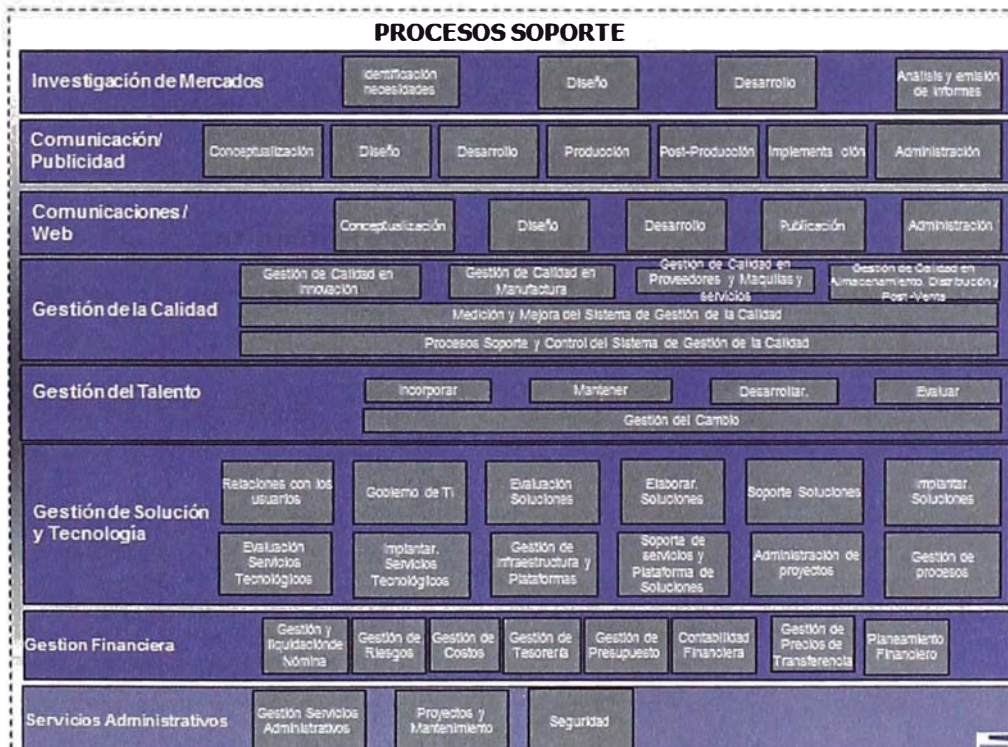 PROCESOS SOPORTE
Investigación de Mercados
Identificación
necesidades
Diseño
Desarrollo
Análisis y emisión
de informes
Comunicación/
Publicidad
Conceptualización
Diseño
Desarrollo
Producción
Post-Producción
Implementa ción
Administración
Comunicaciones /
Web
Conceptualización
Diseño
Desarrollo
Publicación
Administración
Gestión de la Calidad
Gestión de Calidad en
Innovación
Gestión de Calidad en
Manufactura
Gestión de Calidad en
Proveedores y Maquilas y
servicios
Gestión de Calidad en
Almacenamiento, Distribución y
Post-Venta
Medición y Mejora del Sistema de Gestión de la Calidad
Procesos Soporte y Control del Sistema de Gestión de la Calidad
Gestión del Talento
Incorporar
Mantener
Desarrollar.
Evaluar
Gestión del Cambio
Gestión de Solución
y Tecnología
Relaciones con los
usuarios
Gobierno de TI
Evaluación
Soluciones
Elaborar.
Soluciones
Soporte Soluciones
Implantar.
Soluciones
Evaluación
Servicios
Tecnológicos
Implantar.
Servicios
Tecnológicos
Gestión de
infraestructura y
Plataformas
Soporte de
servicios y
Plataforma de
Soluciones
Administración de
proyectos
Gestión de
procesos
Gestion Financiera
Gestión y
liquidaciónde
Nómina
Gestión de
Riesgos
Gestión de
Costos
Gestión de
Tesorería
Gestión de
Presupuesto
Contabilidad
Financiera
Gestión de
Precios de
Transferencia
Planeamiento
Financiero
Servicios Administrativos
Gestión Servicios
Administrativos
Proyectos y
Mantenimiento
Seguridad